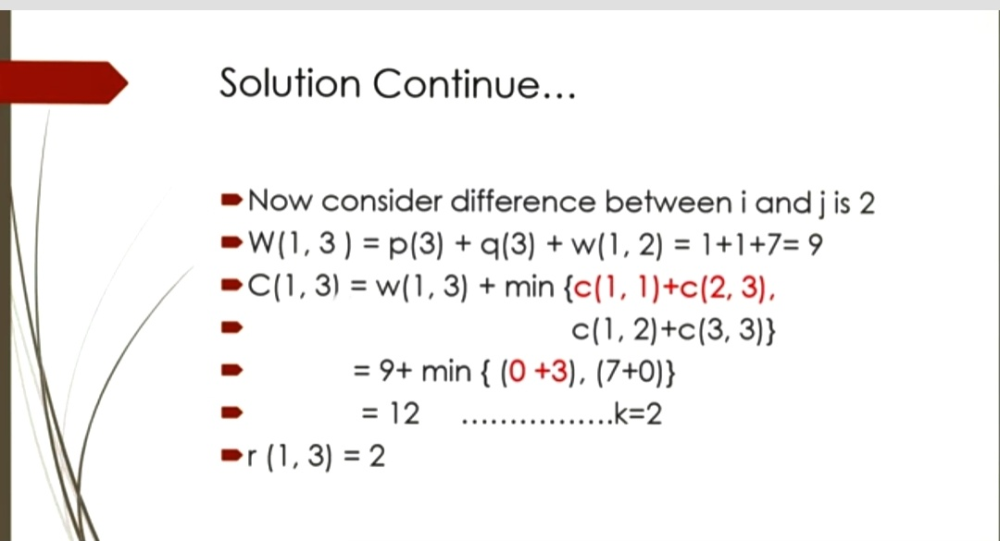 Solution Continue...
Now consider difference between i and j is 2
W(1, 3 ) = p(3) + q(3) + w(1, 2) = 1+1+7= 9
C(1, 3) = w(1, 3) + min {c(1, 1)+c(2, 3),
c(1, 2)+c(3, 3)}
= 9+ min { (0 +3), (7+0)}
= 12 ................k=2
r (1, 3) = 2